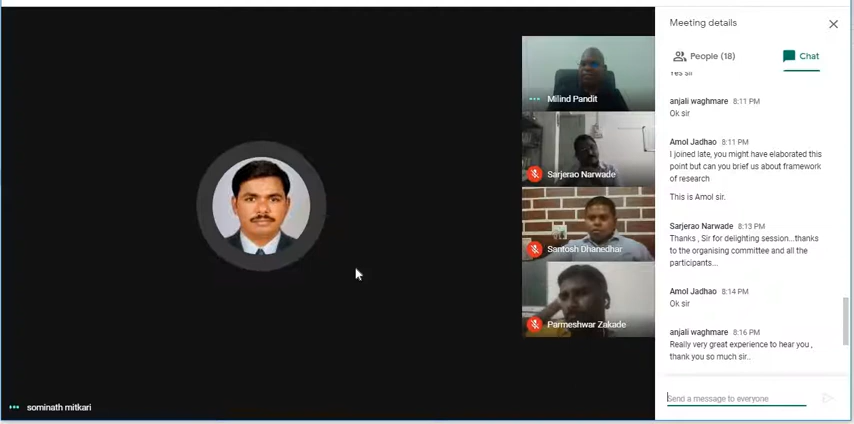 Meeting details
People (18)
Chat
Yes sir
Milind Pandit
anjali waghmare 8:11 PM
Ok sir
Amol Jadhao 8:11 PM
I joined late, you might have elaborated this
point but can you brief us about framework
of research
This is Amol sir.
Sarjerao Narwade
Sarjerao Narwade 8:13 PM
Thanks , Sir for delighting session...thanks
to the organising committee and all the
participants...
Santosh Dhanedhar
Amol Jadhao 8:14 PM
Ok sir
Parmeshwar Zakade
anjali waghmare 8:16 PM
Really very great experience to hear you ,
thank you so much sir..
Send a message to everyone
sominath mitkari